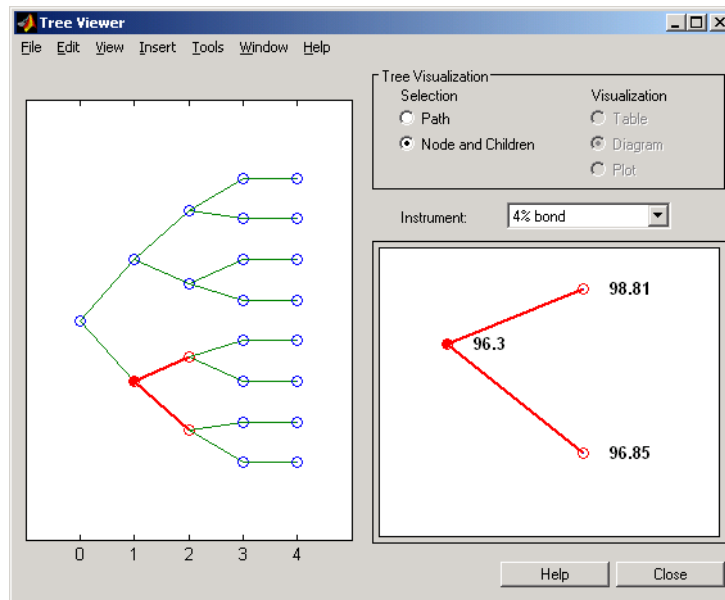 Tree Viewer
File Edit View Insert Tools Window Help
Tree Visualization
Selection
Visualization
Path
Table
Node and Children
Diagram
Plot
Instrument:
4% bond
98.81
96.3
96.85
0 1 2 3 4
Help
Close